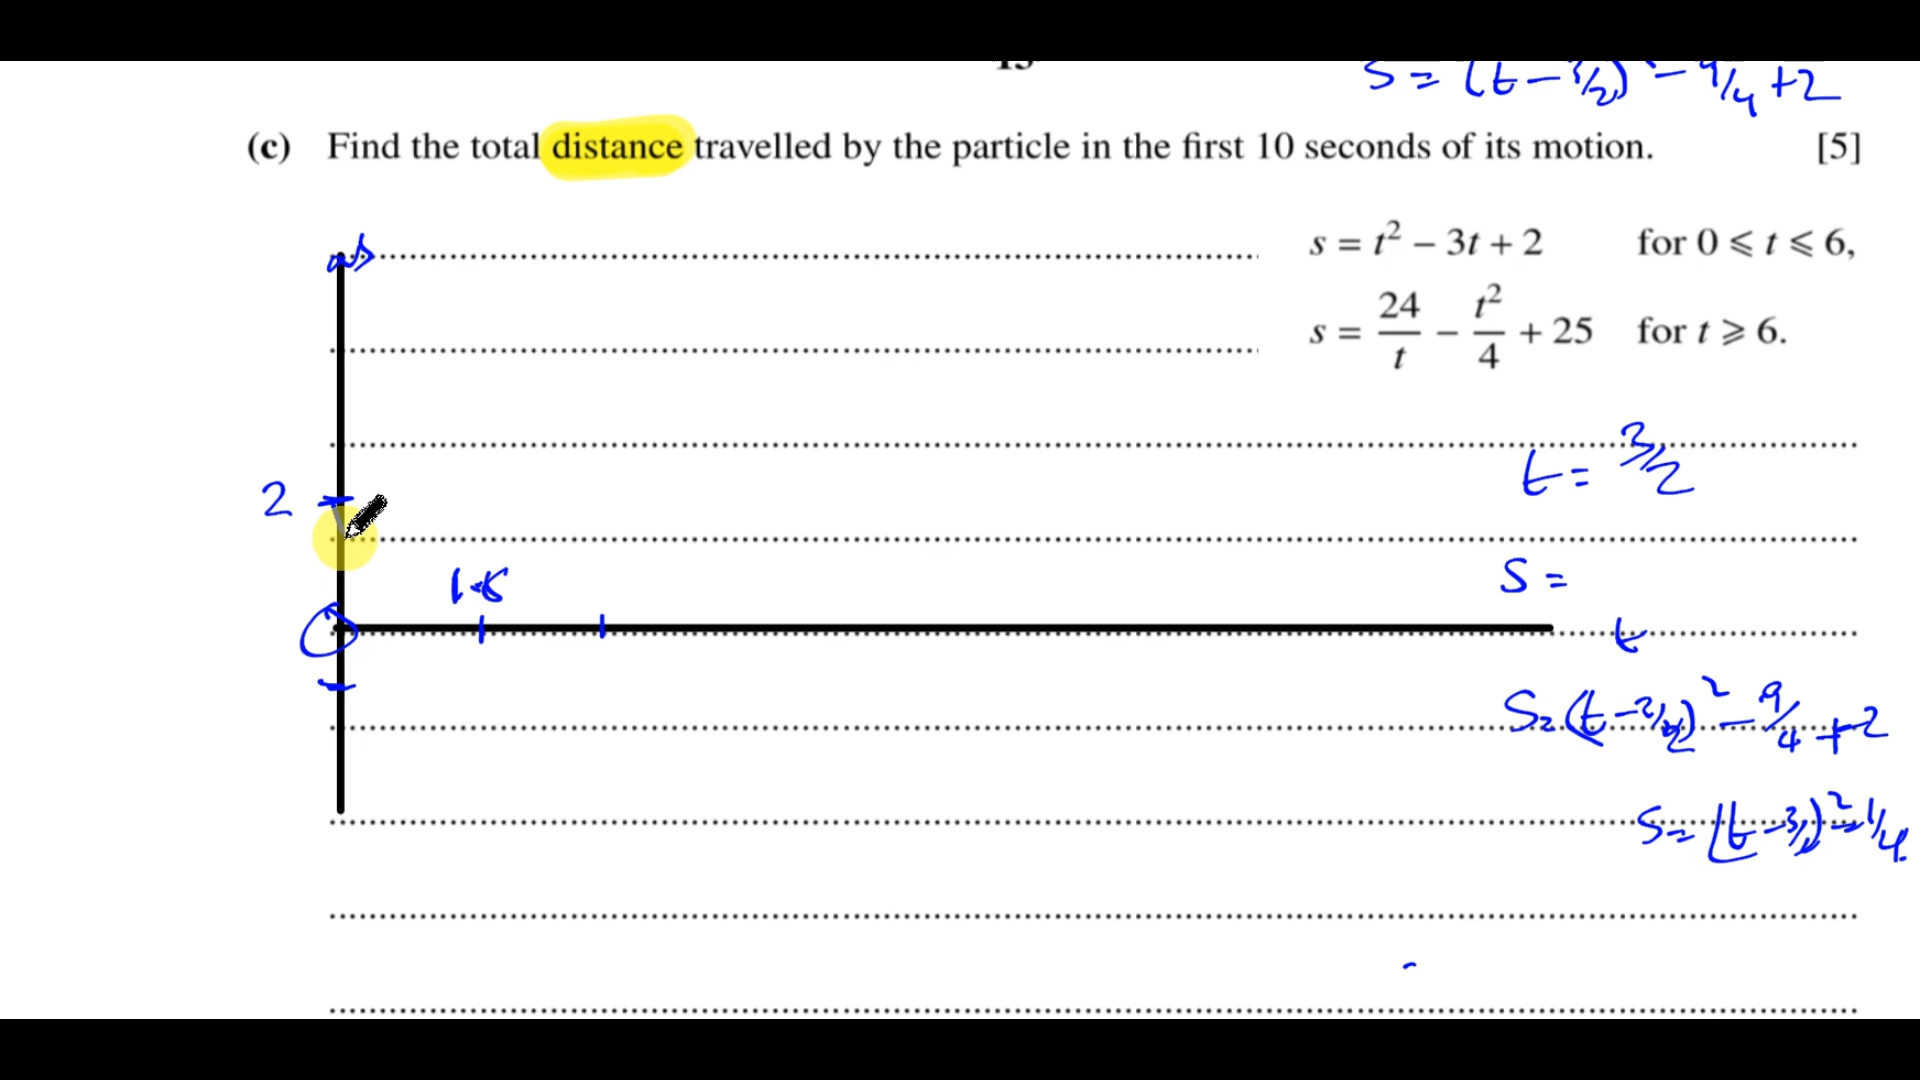 s = (t - 3/2)² - 9/4 + 2
(c) Find the total distance travelled by the particle in the first 10 seconds of its motion. [5]
s = t² − 3t + 2 for 0 ⩽ t ⩽ 6,
s = 24/t − t²/4 + 25 for t ⩾ 6.
t = 3/2
2
1.5
s =
t
s = (t - 3/2)² - 9/4 + 2
s = (t - 3/2)² - 1/4